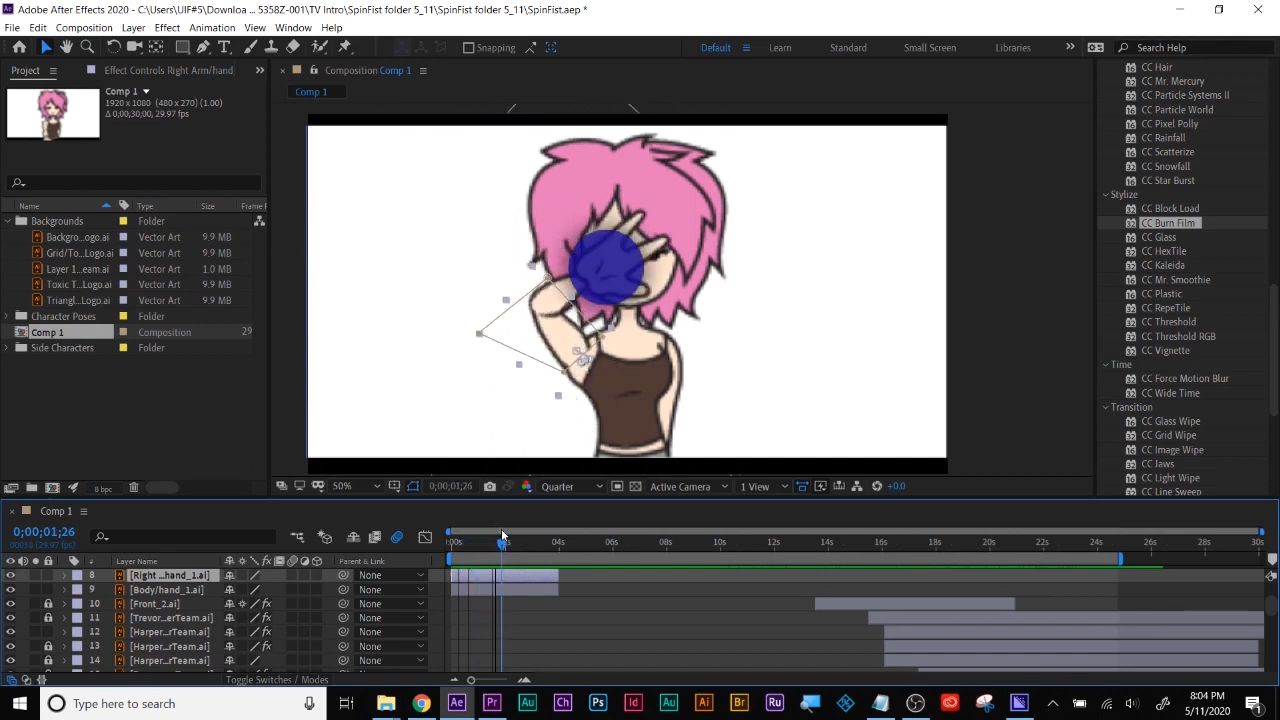 Adobe After Effects 2020 - C:\Users\UIF#5\Downloa ... 5358Z-001\TV Intro\SpinFist folder 5_11\SpinFist folder 5_11\SpinFist.aep *
File Edit Composition Layer Effect Animation View Window Help
Snapping Default Learn Standard Small Screen Libraries Search Help
Project Effect Controls Right Arm/hand Composition Comp 1
Comp 1
1920 x 1080 (480 x 270) (1.00)
Δ 0;00;30;00, 29.97 fps
Comp 1
Name Type Size Frame R
Backgrounds Folder
Backgro...ogo.ai Vector Art 9.9 MB
Grid/To...Logo.ai Vector Art 9.9 MB
Layer 1...eam.ai Vector Art 1.0 MB
Toxic T...Logo.ai Vector Art 9.9 MB
Triangl...Logo.ai Vector Art 9.9 MB
Character Poses Folder
Comp 1 Composition 29
Side Characters Folder
CC Hair
CC Mr. Mercury
CC Particle Systems II
CC Particle World
CC Pixel Polly
CC Rainfall
CC Scatterize
CC Snowfall
CC Star Burst
Stylize
CC Block Load
CC Burn Film
CC Glass
CC HexTile
CC Kaleida
CC Mr. Smoothie
CC Plastic
CC RepeTile
CC Threshold
CC Threshold RGB
CC Vignette
Time
CC Force Motion Blur
CC Wide Time
Transition
CC Glass Wipe
CC Grid Wipe
CC Image Wipe
CC Jaws
CC Light Wipe
CC Line Sweep
8 bpc
50% 0;00;01;26 Quarter Active Camera 1 View +0.0
Comp 1
0;00;01;26
(29.97 fps)
:00s 04s 06s 08s 10s 12s 14s 16s 18s 20s 22s 24s 26s 28s 30s
# Layer Name Parent & Link
8 [Right ...hand_1.ai] None
9 [Body/hand_1.ai] None
10 [Front_2.ai] None
11 [Trevor...erTeam.ai] None
12 [Harper...rTeam.ai] None
13 [Harper...rTeam.ai] None
14 [Harper...rTeam.ai] None
Toggle Switches / Modes
Type here to search
Ae Pr Au Ch Ps Id Au Ai Br Ru
8:04 PM
5/11/2020